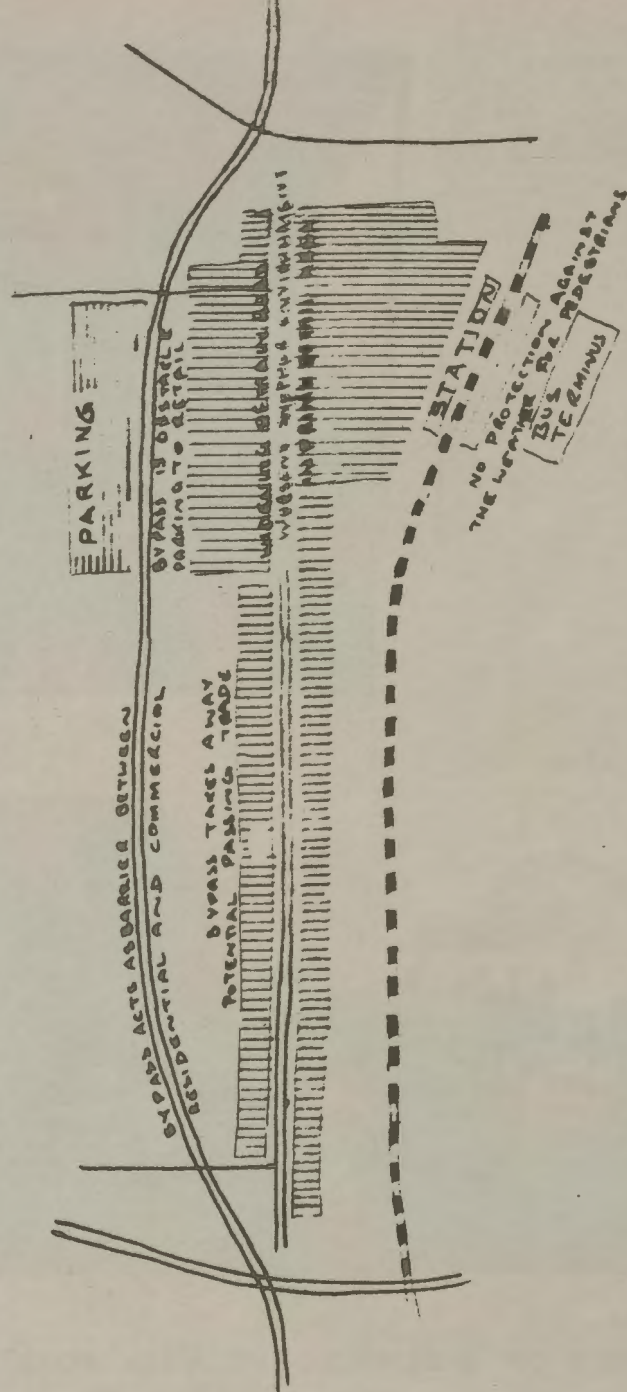 PARKING
BYPASS IS OBSTACLE
PARKING TO RETAIL
BYPASS ACTS AS BARRIER BETWEEN
RESIDENTIAL AND COMMERCIAL
BYPASS TAKES AWAY
POTENTIAL PASSING TRADE
STATION
NO PROTECTION AGAINST
THE WEATHER FOR PEDESTRIANS
BUS
TERMINUS